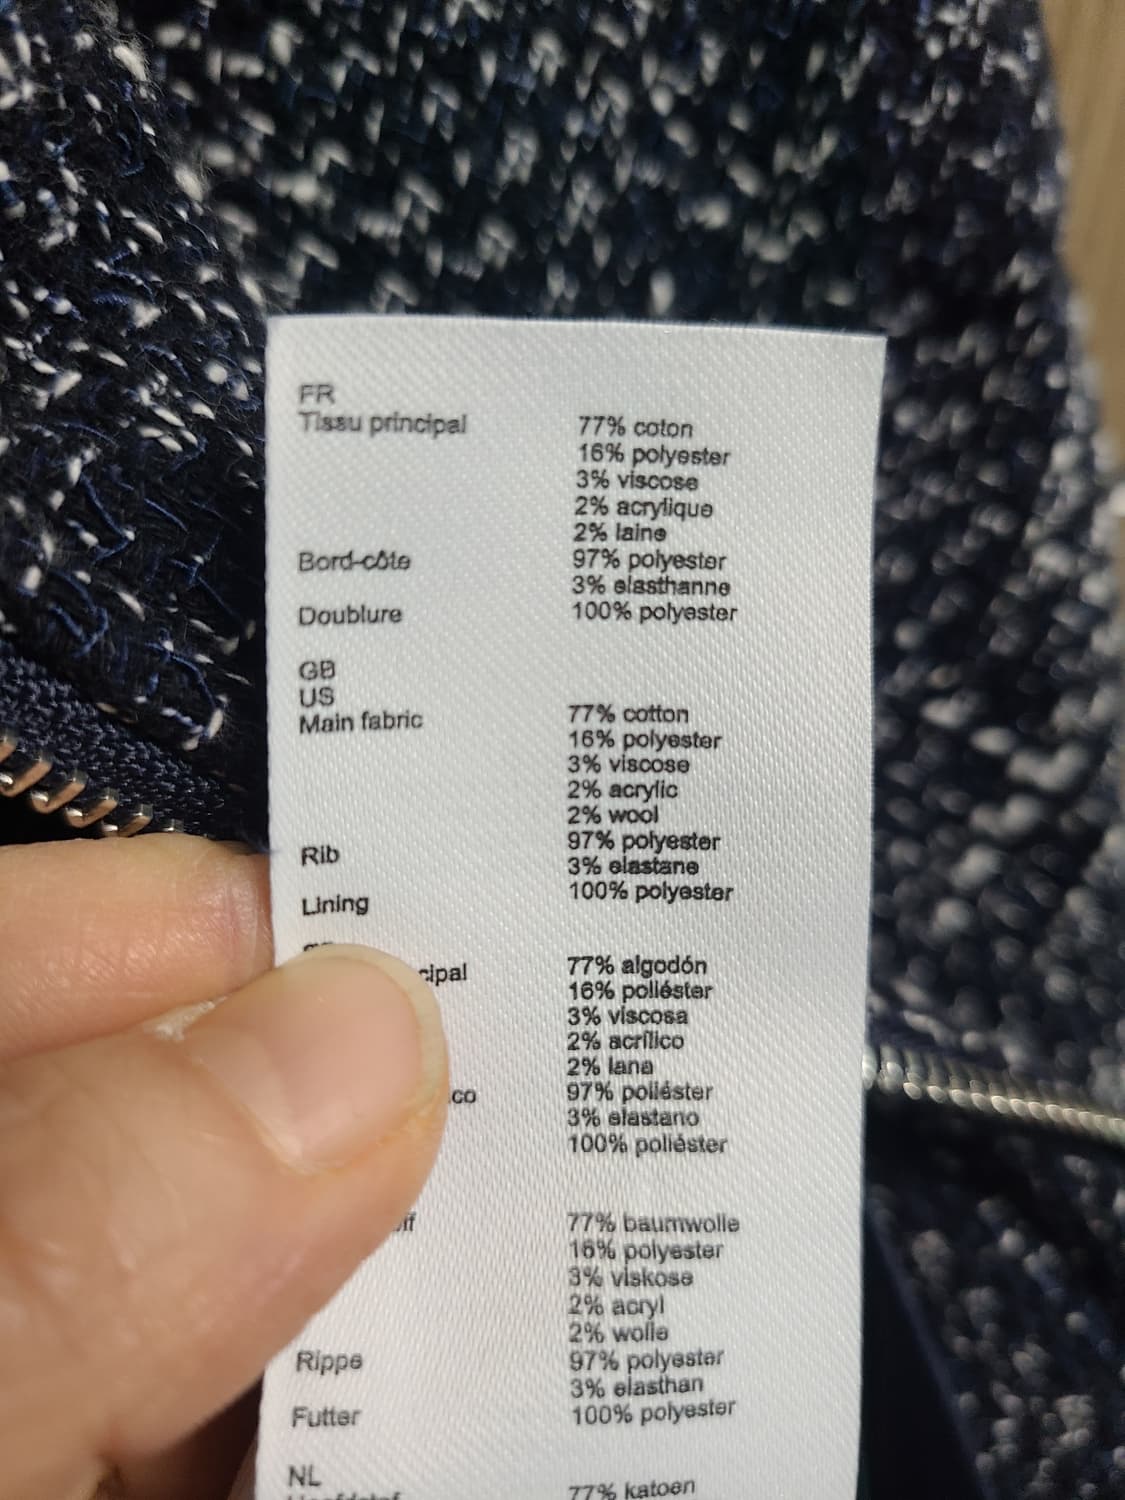 FR
Tissu principal 77% coton
16% polyester
3% viscose
2% acrylique
2% laine
Bord-côte 97% polyester
3% elasthanne
Doublure 100% polyester
GB
US
Main fabric 77% cotton
16% polyester
3% viscose
2% acrylic
2% wool
Rib 97% polyester
3% elastane
Lining 100% polyester
cipal 77% algodón
16% poliéster
3% viscosa
2% acrílico
2% lana
co 97% poliéster
3% elastano
100% poliéster
77% baumwolle
16% polyester
3% viskose
2% acryl
2% wolle
Rippe 97% polyester
3% elasthan
Futter 100% polyester
NL
77% katoen